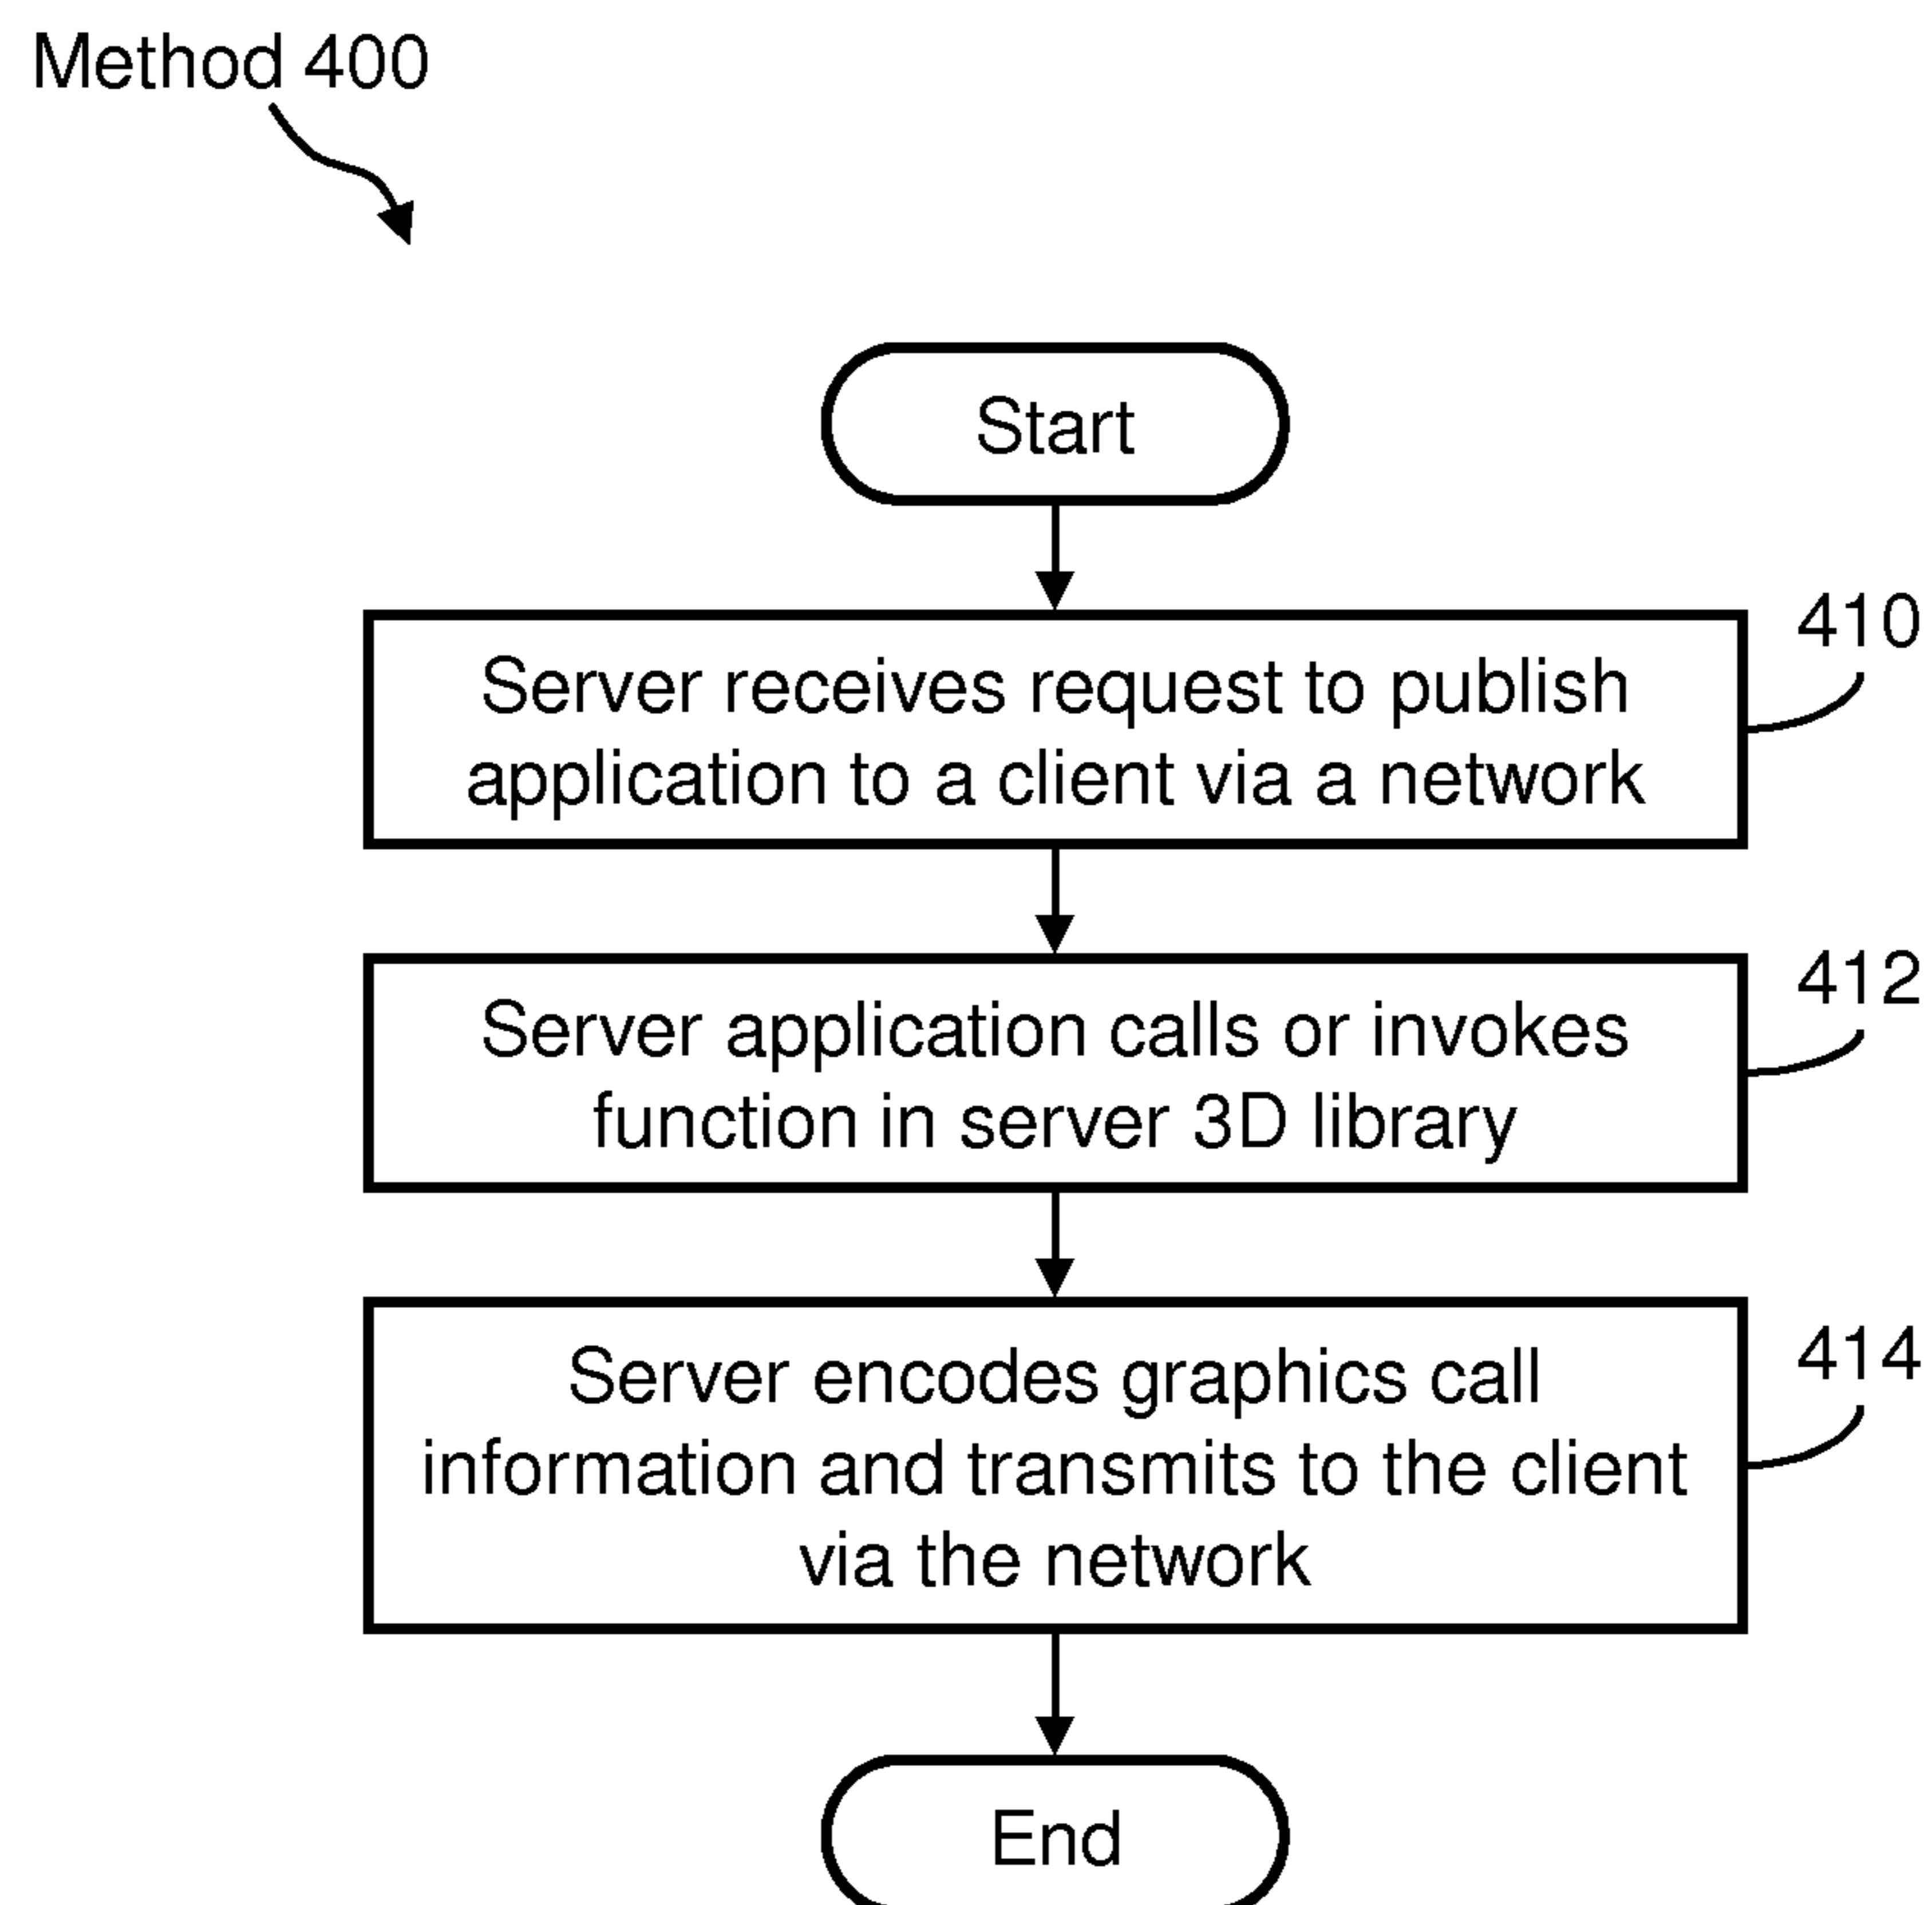 Method 400
Start
410
Server receives request to publish
application to a client via a network
412
Server application calls or invokes
function in server 3D library
414
Server encodes graphics call
information and transmits to the client
via the network
End